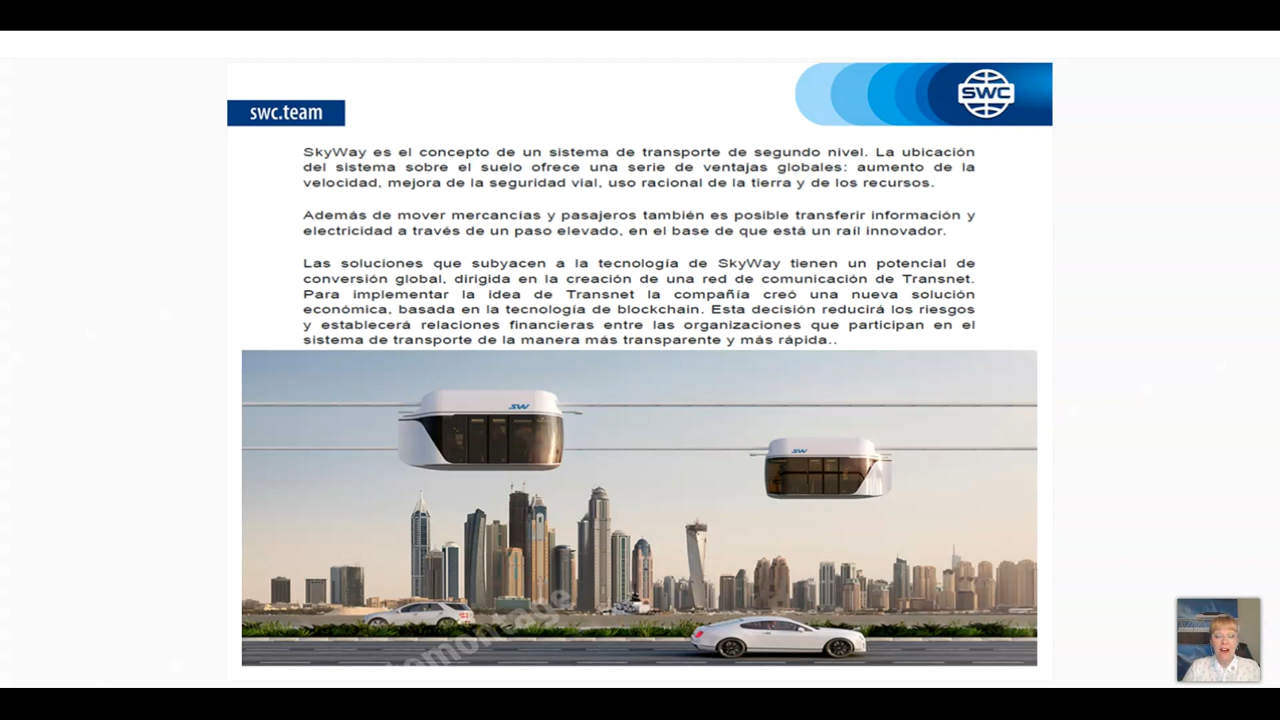 swc.team
SWC
SkyWay es el concepto de un sistema de transporte de segundo nivel. La ubicación
del sistema sobre el suelo ofrece una serie de ventajas globales: aumento de la
velocidad, mejora de la seguridad vial, uso racional de la tierra y de los recursos.
Además de mover mercancías y pasajeros también es posible transferir información y
electricidad a través de un paso elevado, en el base de que está un raíl innovador.
Las soluciones que subyacen a la tecnología de SkyWay tienen un potencial de
conversión global, dirigida en la creación de una red de comunicación de Transnet.
Para implementar la idea de Transnet la compañía creó una nueva solución
económica, basada en la tecnología de blockchain. Esta decisión reducirá los riesgos
y establecerá relaciones financieras entre las organizaciones que participan en el
sistema de transporte de la manera más transparente y más rápida..
SW
SW